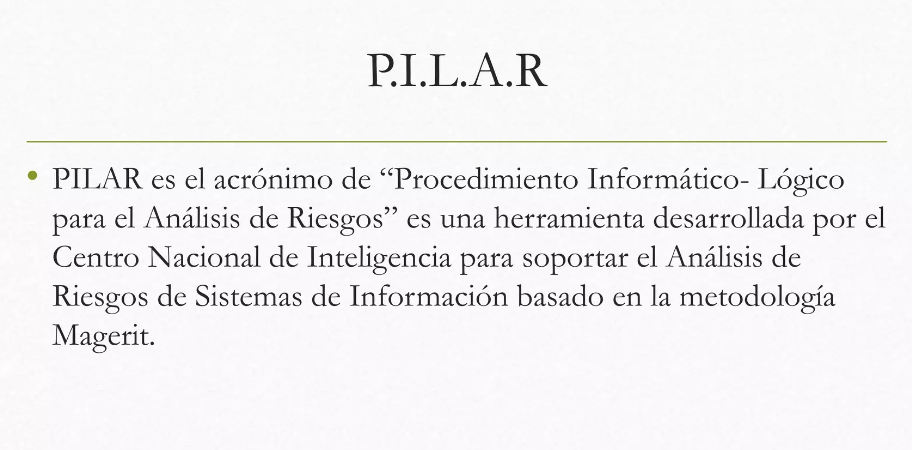 P.I.L.A.R
• PILAR es el acrónimo de “Procedimiento Informático- Lógico
para el Análisis de Riesgos” es una herramienta desarrollada por el
Centro Nacional de Inteligencia para soportar el Análisis de
Riesgos de Sistemas de Información basado en la metodología
Magerit.